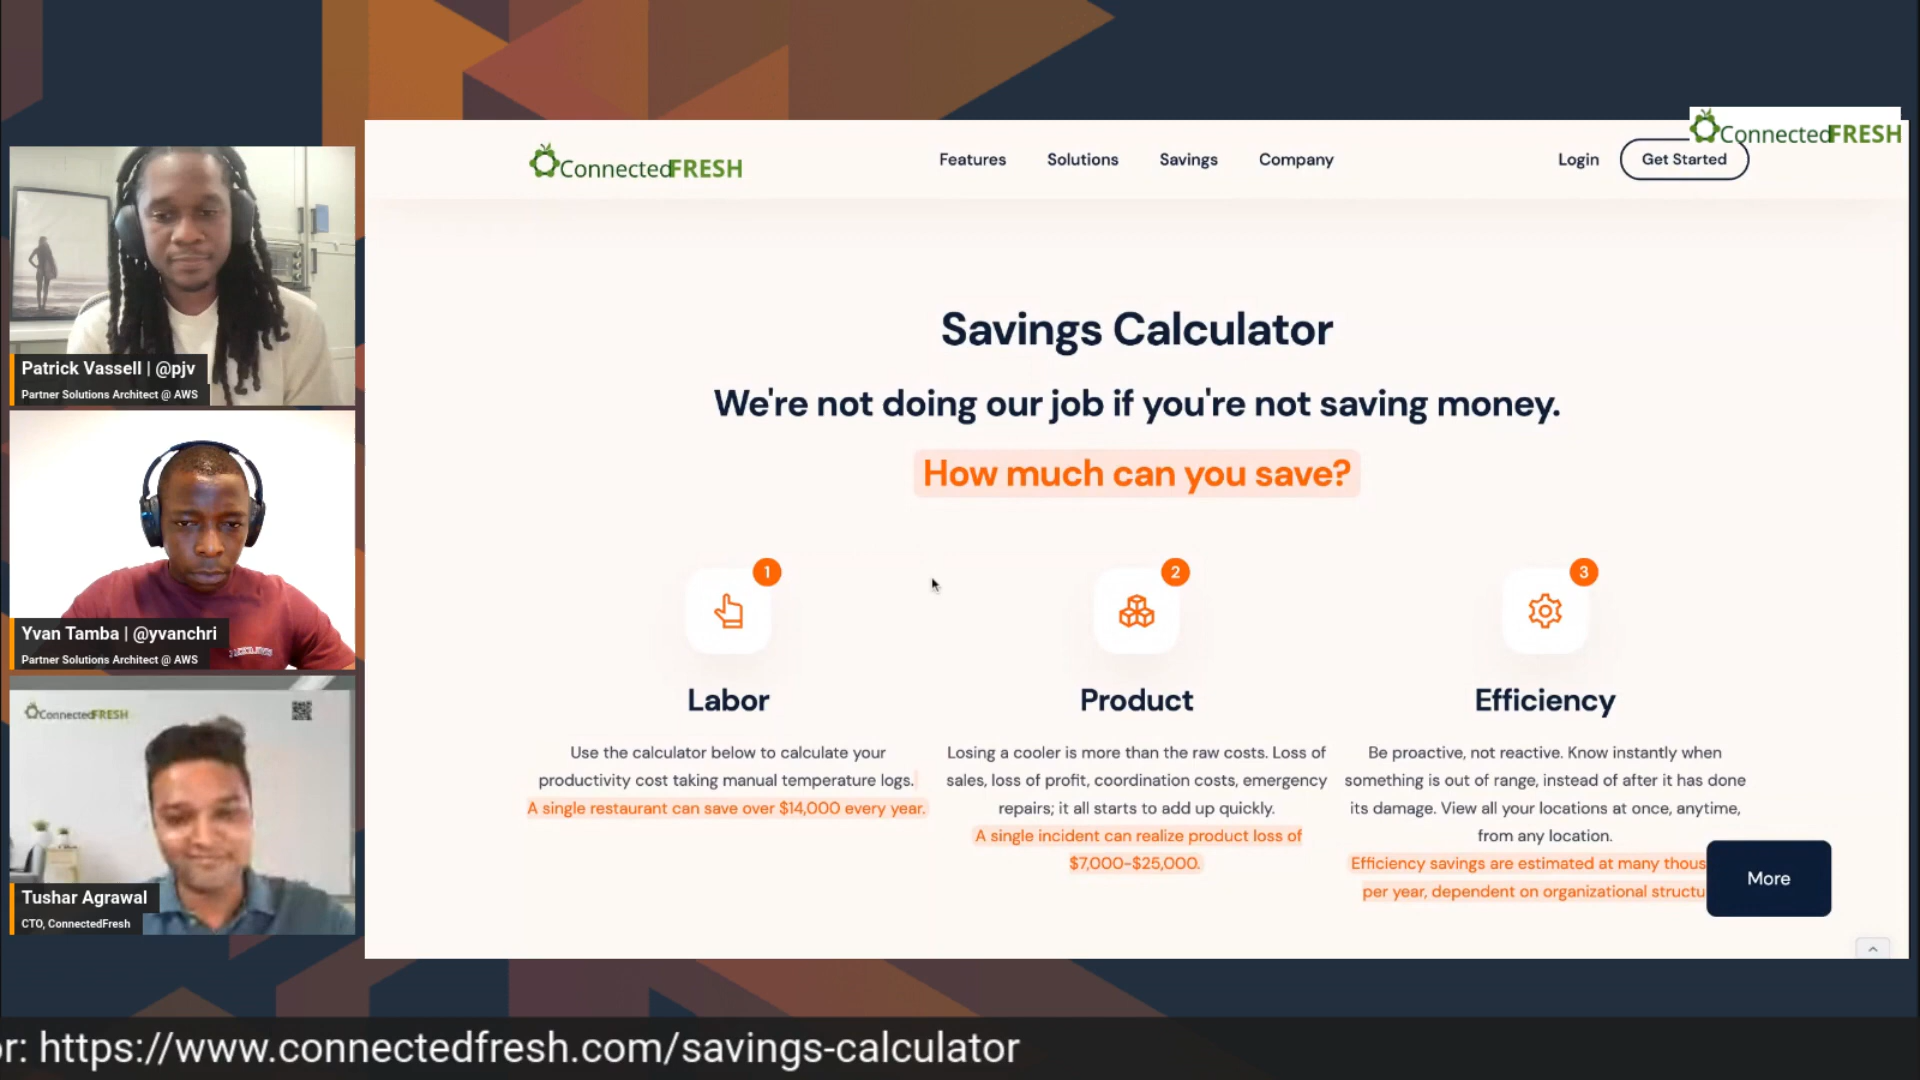 ConnectedFRESH
ConnectedFRESH
Features
Solutions
Savings
Company
Login
Get Started
Patrick Vassell | @pjv
Partner Solutions Architect @ AWS
Yvan Tamba | @yvanchri
Partner Solutions Architect @ AWS
ConnectedFRESH
Tushar Agrawal
CTO, ConnectedFresh
Savings Calculator
We're not doing our job if you're not saving money.
How much can you save?
1
Labor
Use the calculator below to calculate your
productivity cost taking manual temperature logs.
A single restaurant can save over $14,000 every year.
2
Product
Losing a cooler is more than the raw costs. Loss of
sales, loss of profit, coordination costs, emergency
repairs; it all starts to add up quickly.
A single incident can realize product loss of
$7,000-$25,000.
3
Efficiency
Be proactive, not reactive. Know instantly when
something is out of range, instead of after it has done
its damage. View all your locations at once, anytime,
from any location.
Efficiency savings are estimated at many thous
per year, dependent on organizational structu
More
or: https://www.connectedfresh.com/savings-calculator